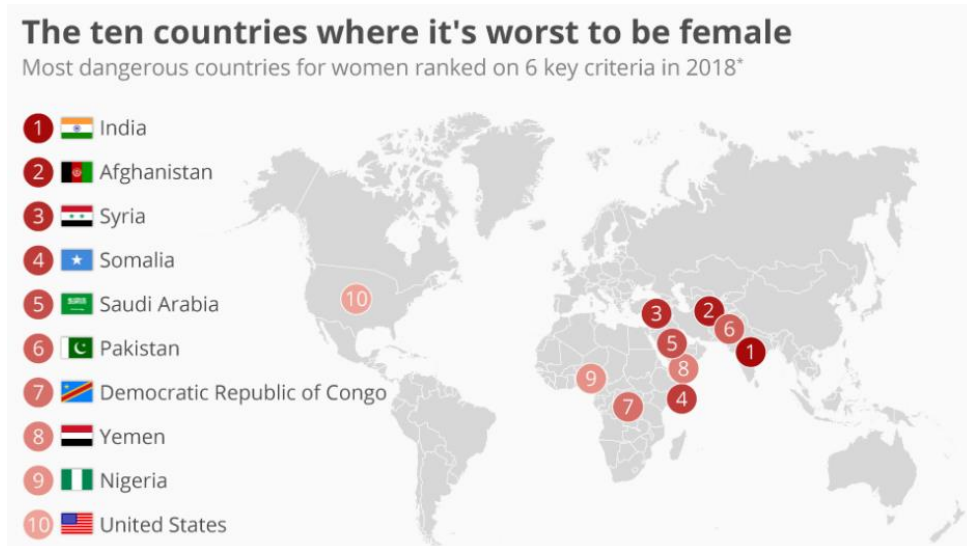 The ten countries where it's worst to be female
Most dangerous countries for women ranked on 6 key criteria in 2018*
1 India
2 Afghanistan
3 Syria
4 Somalia
5 Saudi Arabia
6 Pakistan
7 Democratic Republic of Congo
8 Yemen
9 Nigeria
10 United States
10
3
2
6
5
1
8
9
4
7